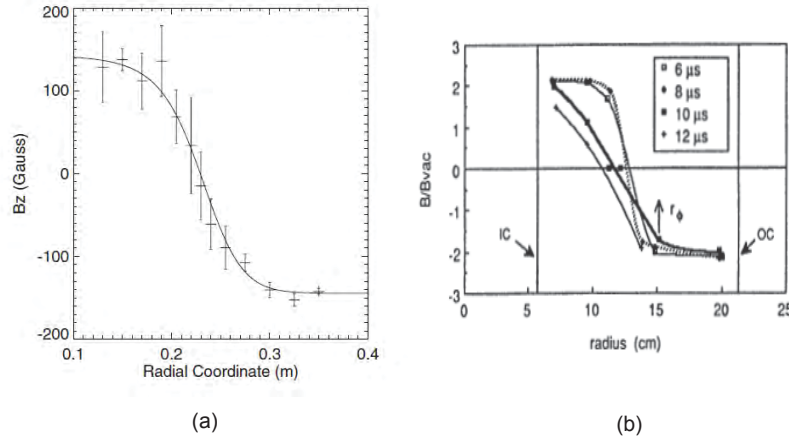 200
100
0
-100
-200
Bz (Gauss)
0.1 0.2 0.3 0.4
Radial Coordinate (m)
(a)
3
2
1
0
-1
-2
-3
B/Bvac
6 μs
8 μs
10 μs
12 μs
IC
r_ϕ
OC
0 5 10 15 20 25
radius (cm)
(b)